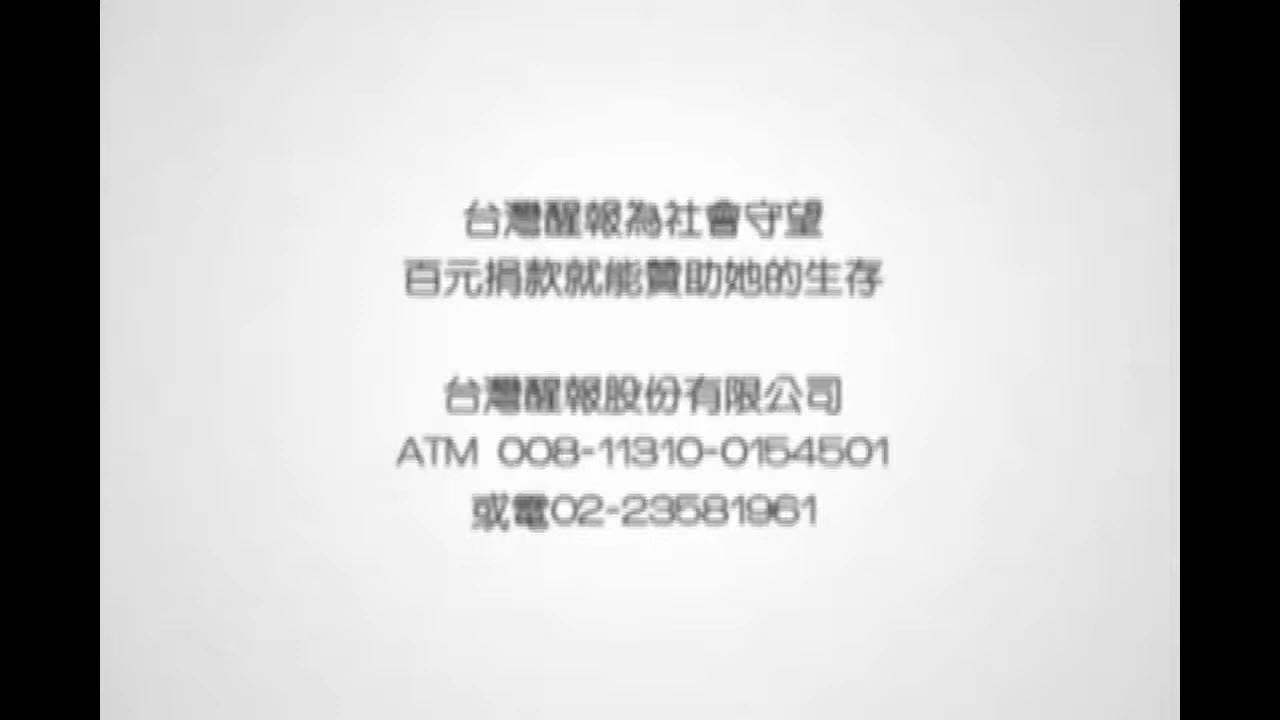 台灣醒報為社會守望
百元捐款就能贊助她的生存
台灣醒報股份有限公司
ATM 008-11310-0154501
或電02-23581961